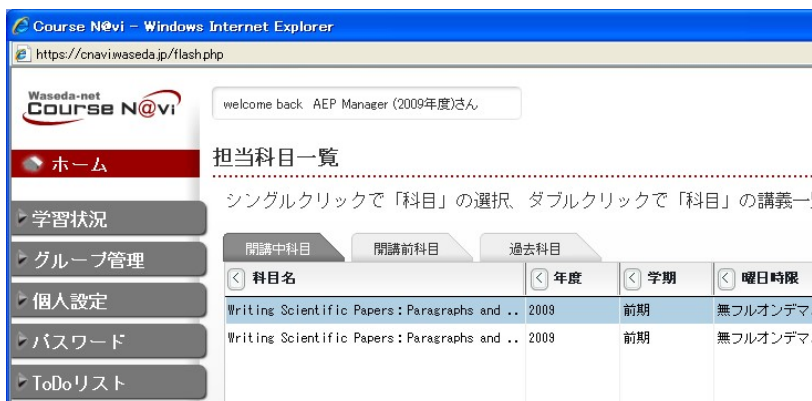 Course N@vi - Windows Internet Explorer
https://cnavi.waseda.jp/flash.php
Waseda-net
Course N@vi
welcome back AEP Manager (2009年度)さん
ホーム
担当科目一覧
シングルクリックで「科目」の選択、ダブルクリックで「科目」の講義一
学習状況
グループ管理
個人設定
パスワード
ToDoリスト
開講中科目 開講前科目 過去科目
科目名 年度 学期 曜日時限
Writing Scientific Papers：Paragraphs and .. 2009 前期 無フルオンデマ
Writing Scientific Papers：Paragraphs and .. 2009 前期 無フルオンデマ